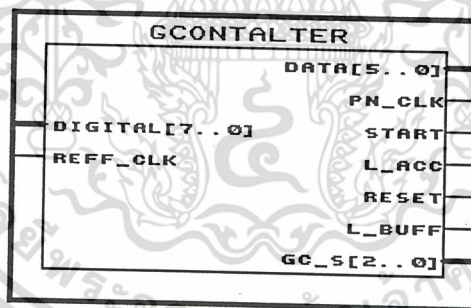 GCONTALTER
DATA[5..0]
PN_CLK
DIGITAL[7..0]
START
REFF_CLK
L_ACC
RESET
L_BUFF
GC_S[2..0]